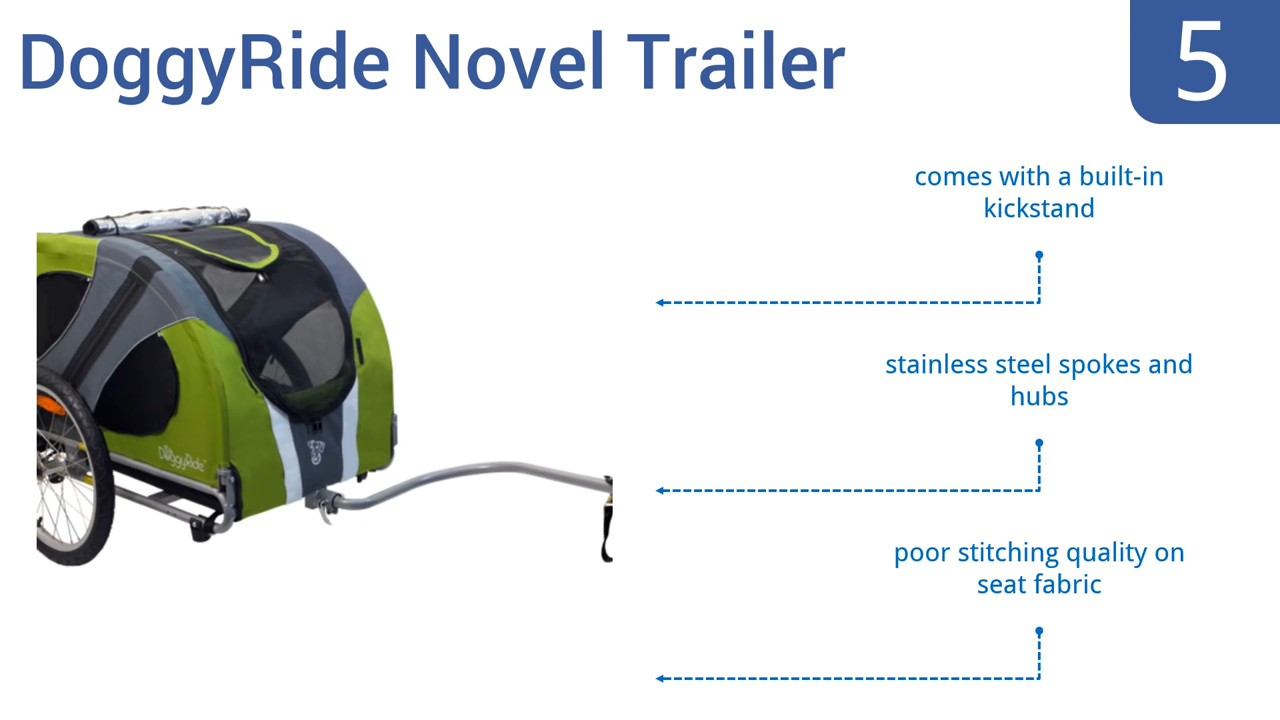 DoggyRide Novel Trailer
5
comes with a built-in
kickstand
stainless steel spokes and
hubs
DoggyRide
poor stitching quality on
seat fabric